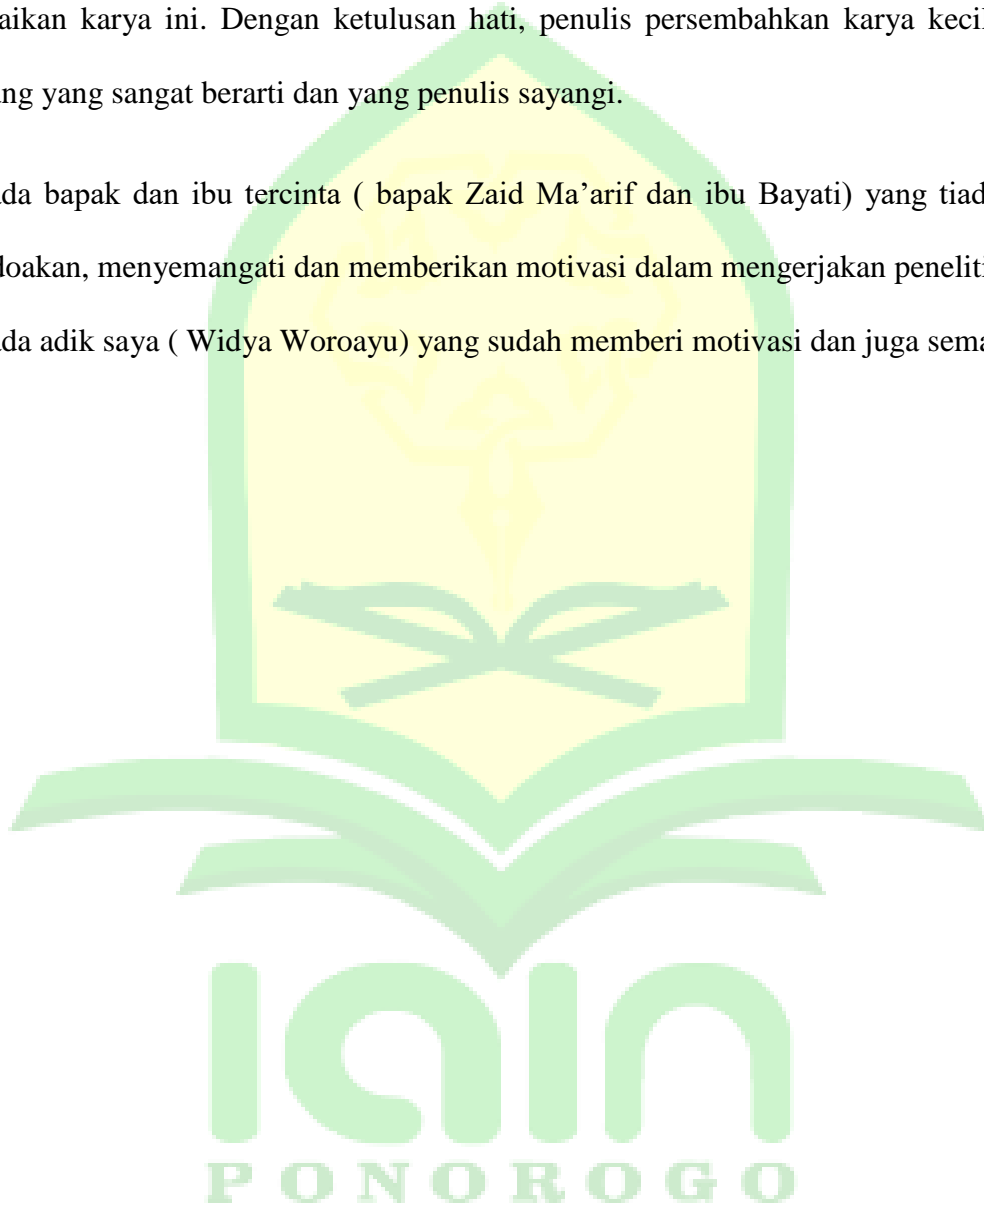 aikan karya ini. Dengan ketulusan hati, penulis persembahkan karya kecil
ng yang sangat berarti dan yang penulis sayangi.
da bapak dan ibu tercinta ( bapak Zaid Ma’arif dan ibu Bayati) yang tiad
doakan, menyemangati dan memberikan motivasi dalam mengerjakan peneliti
da adik saya ( Widya Woroayu) yang sudah memberi motivasi dan juga sema
iain
PONOROGO